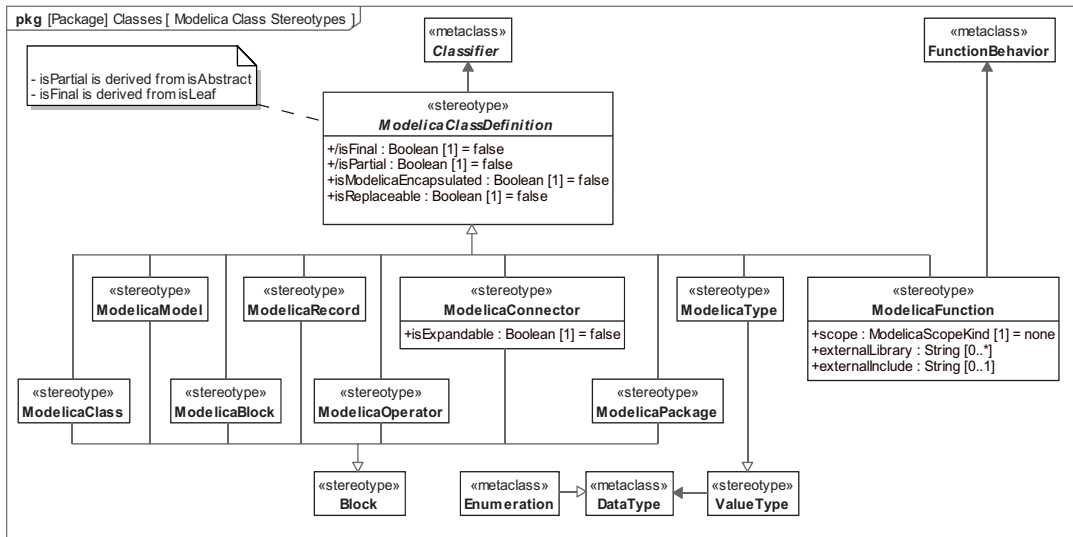 pkg [Package] Classes [ Modelica Class Stereotypes ]
- isPartial is derived from isAbstract
- isFinal is derived from isLeaf
«metaclass»
Classifier
«metaclass»
FunctionBehavior
«stereotype»
ModelicaClassDefinition
+/isFinal : Boolean [1] = false
+/isPartial : Boolean [1] = false
+isModelicaEncapsulated : Boolean [1] = false
+isReplaceable : Boolean [1] = false
«stereotype»
ModelicaModel
«stereotype»
ModelicaRecord
«stereotype»
ModelicaConnector
+isExpandable : Boolean [1] = false
«stereotype»
ModelicaType
«stereotype»
ModelicaFunction
+scope : ModelicaScopeKind [1] = none
+externalLibrary : String [0..*]
+externalInclude : String [0..1]
«stereotype»
ModelicaClass
«stereotype»
ModelicaBlock
«stereotype»
ModelicaOperator
«stereotype»
ModelicaPackage
«stereotype»
Block
«metaclass»
Enumeration
«metaclass»
DataType
«stereotype»
ValueType